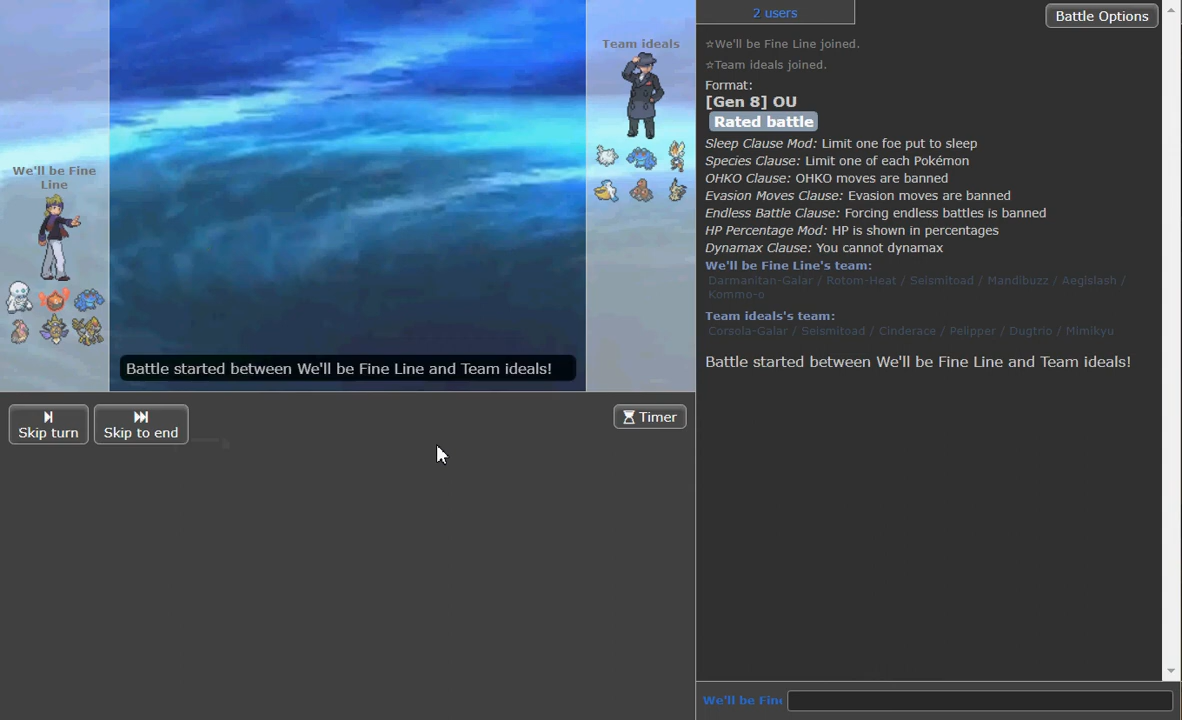 2 users
Battle Options
☆We'll be Fine Line joined.
☆Team ideals joined.
Format:
[Gen 8] OU
Rated battle
Sleep Clause Mod: Limit one foe put to sleep
Species Clause: Limit one of each Pokémon
OHKO Clause: OHKO moves are banned
Evasion Moves Clause: Evasion moves are banned
Endless Battle Clause: Forcing endless battles is banned
HP Percentage Mod: HP is shown in percentages
Dynamax Clause: You cannot dynamax
We'll be Fine Line's team:
Darmanitan-Galar / Rotom-Heat / Seismitoad / Mandibuzz / Aegislash /
Kommo-o
Team ideals's team:
Corsola-Galar / Seismitoad / Cinderace / Pelipper / Dugtrio / Mimikyu
Battle started between We'll be Fine Line and Team ideals!
Team ideals
We'll be Fine
Line
Battle started between We'll be Fine Line and Team ideals!
Skip turn
Skip to end
Timer
We'll be Fine